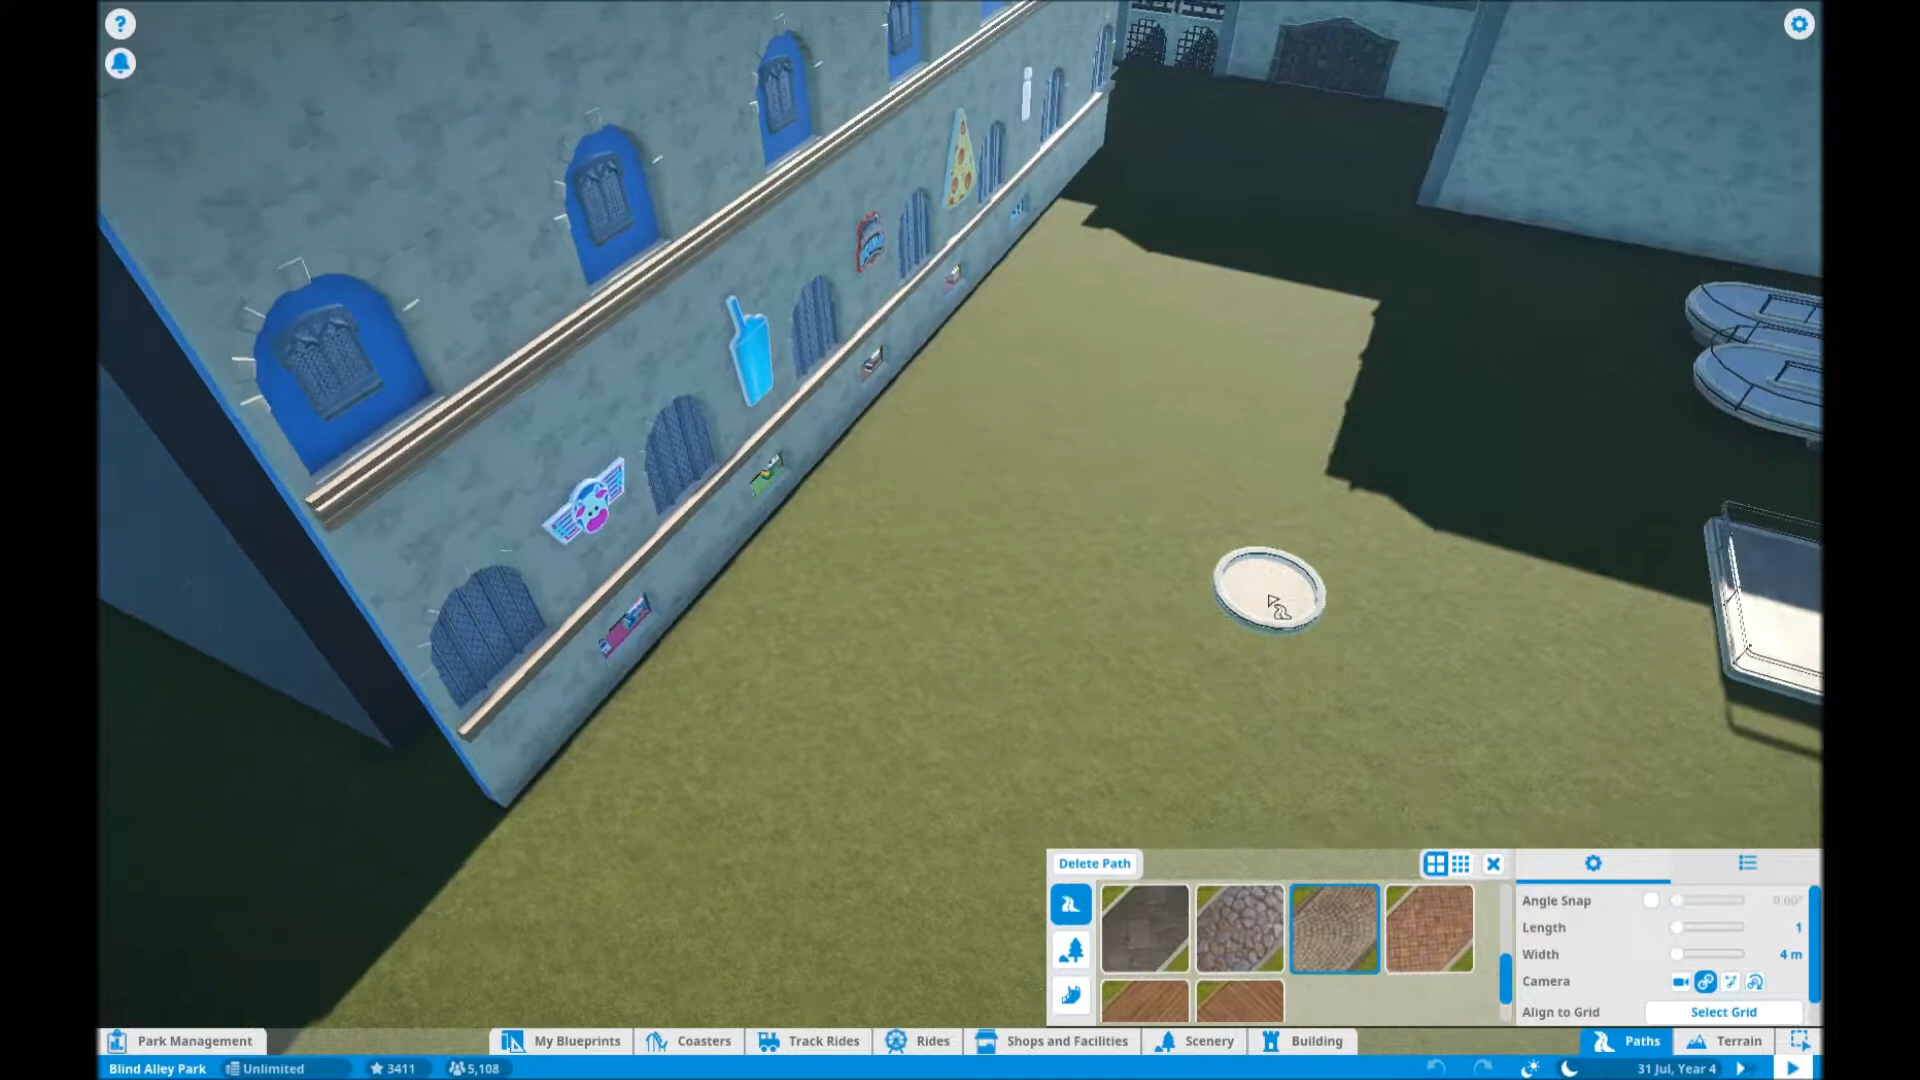 ?
Delete Path
Angle Snap 0.00°
Length 1
Width 4 m
Camera
Align to Grid Select Grid
Park Management My Blueprints Coasters Track Rides Rides Shops and Facilities Scenery Building Paths Terrain
Blind Alley Park Unlimited 3411 5,108 31 Jul, Year 4